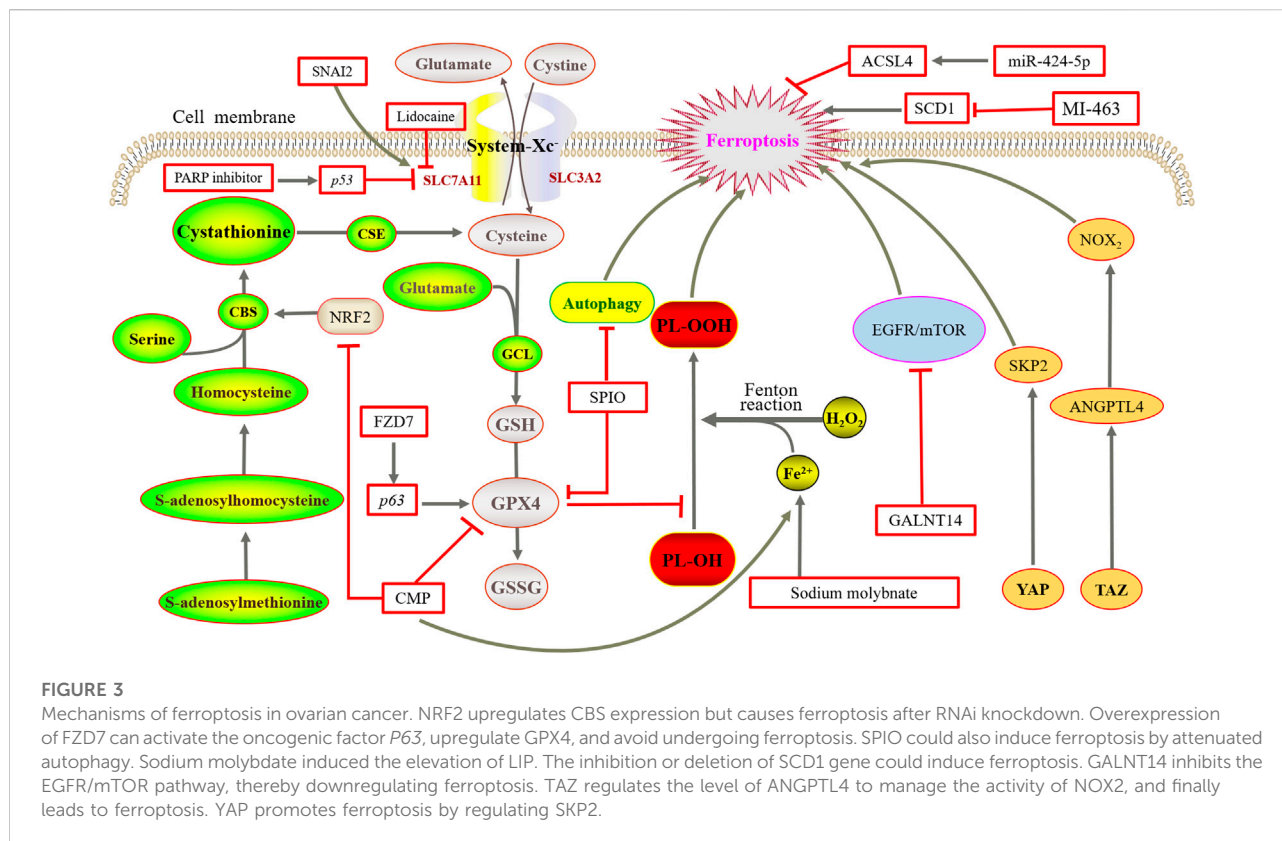 SNAI2
Glutamate
Cystine
ACSL4
miR-424-5p
Cell membrane
Lidocaine
SCD1
MI-463
System-Xc-
Ferroptosis
PARP inhibitor
p53
SLC7A11
SLC3A2
Cystathionine
CSE
Cysteine
NOX2
Glutamate
Autophagy
PL-OOH
EGFR/mTOR
CBS
NRF2
Serine
GCL
SKP2
Homocysteine
SPIO
Fenton
reaction
H2O2
ANGPTL4
FZD7
GSH
Fe2+
S-adenosylhomocysteine
p63
GPX4
GALNT14
PL-OH
S-adenosylmethionine
CMP
GSSG
Sodium molybnate
YAP
TAZ
FIGURE 3
Mechanisms of ferroptosis in ovarian cancer. NRF2 upregulates CBS expression but causes ferroptosis after RNAi knockdown. Overexpression
of FZD7 can activate the oncogenic factor P63, upregulate GPX4, and avoid undergoing ferroptosis. SPIO could also induce ferroptosis by attenuated
autophagy. Sodium molybdate induced the elevation of LIP. The inhibition or deletion of SCD1 gene could induce ferroptosis. GALNT14 inhibits the
EGFR/mTOR pathway, thereby downregulating ferroptosis. TAZ regulates the level of ANGPTL4 to manage the activity of NOX2, and finally
leads to ferroptosis. YAP promotes ferroptosis by regulating SKP2.